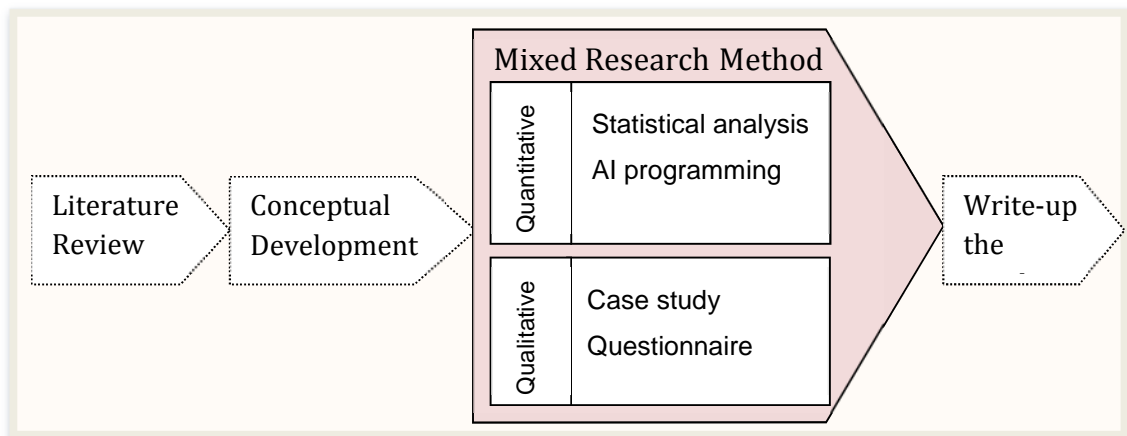 Literature
Review
Conceptual
Development
Mixed Research Method
Quantitative
Statistical analysis
AI programming
Qualitative
Case study
Questionnaire
Write-up
the